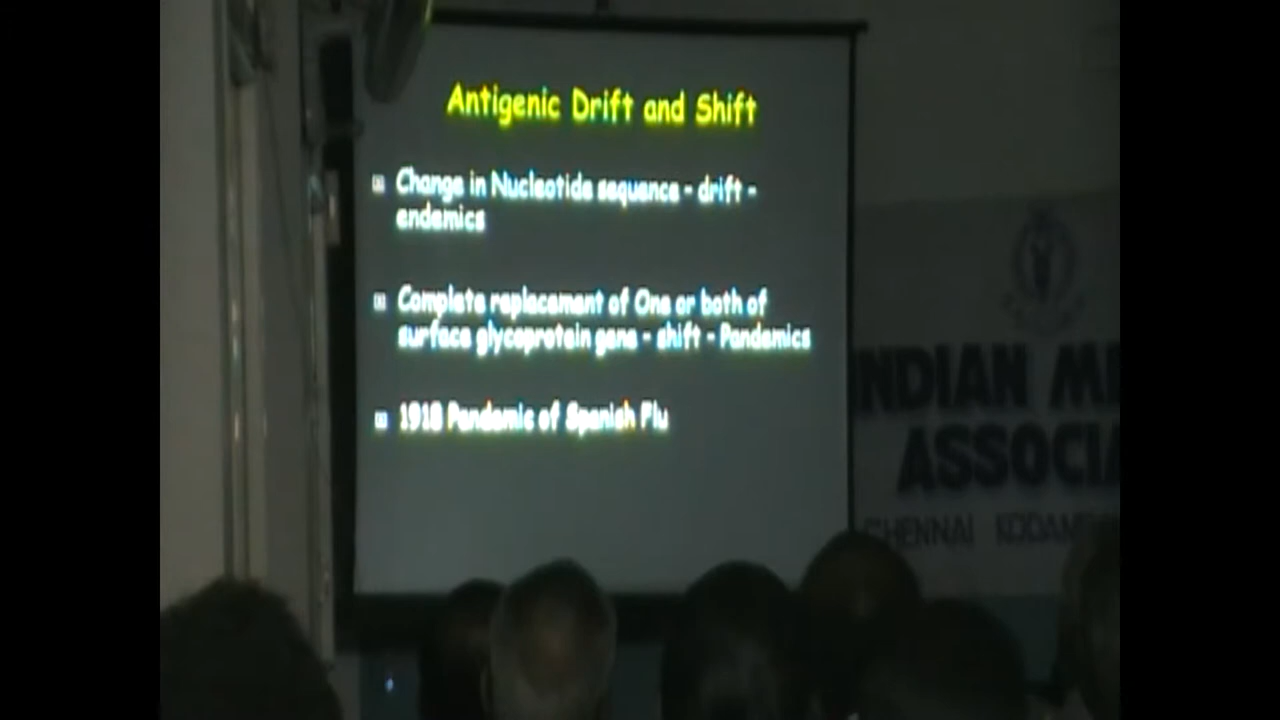 Antigenic Drift and Shift
Change in Nucleotide sequence - drift -
endemics
Complete replacement of One or both of
surface glycoprotein gene - shift - Pandemics
1918 Pandemic of Spanish Flu
INDIAN
ASSOCIA
CHENNAI